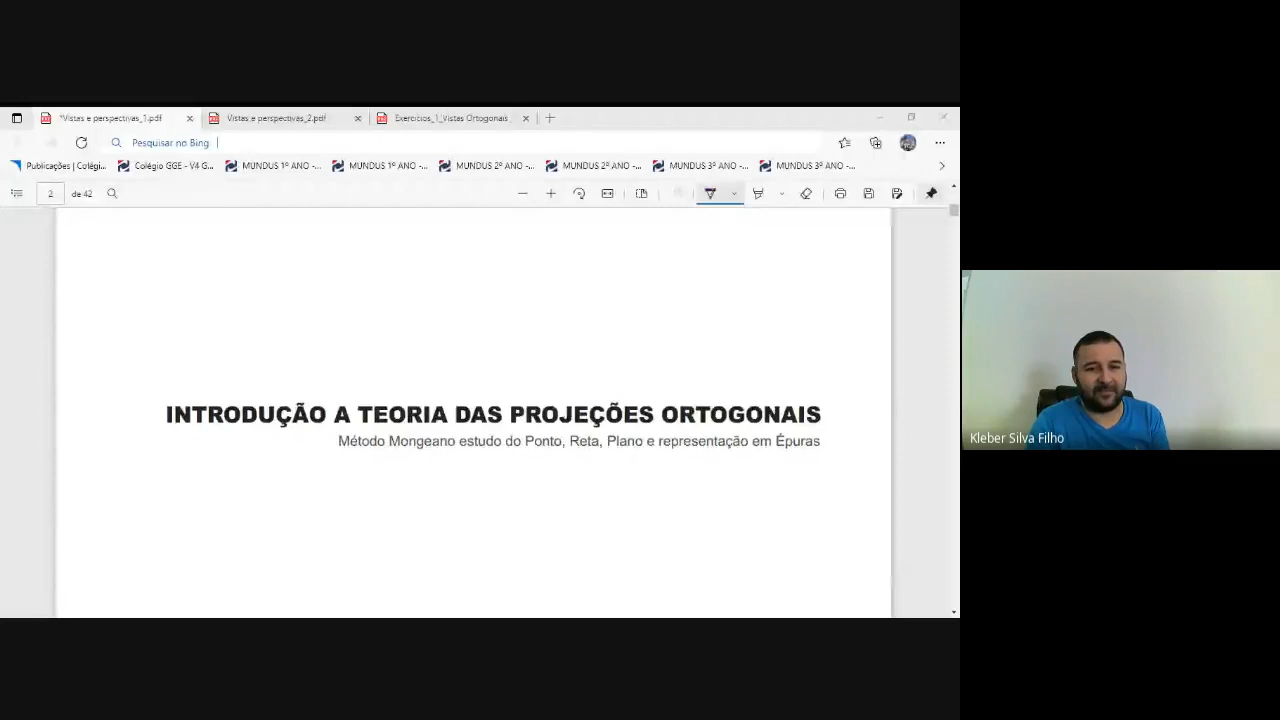 *Vistas e perspectivas_1.pdf
Vistas e perspectivas_2.pdf
Exercícios_1_Vistas Ortogonais_
Pesquisar no Bing
Publicações (Colégi...
Colégio GGE - V4 G...
MUNDUS 1º ANO -...
MUNDUS 1º ANO -...
MUNDUS 2º ANO -...
MUNDUS 2º ANO -...
MUNDUS 3º ANO -...
MUNDUS 3º ANO -...
2 de 42
INTRODUÇÃO A TEORIA DAS PROJEÇÕES ORTOGONAIS
Método Mongeano estudo do Ponto, Reta, Plano e representação em Épuras
Kleber Silva Filho